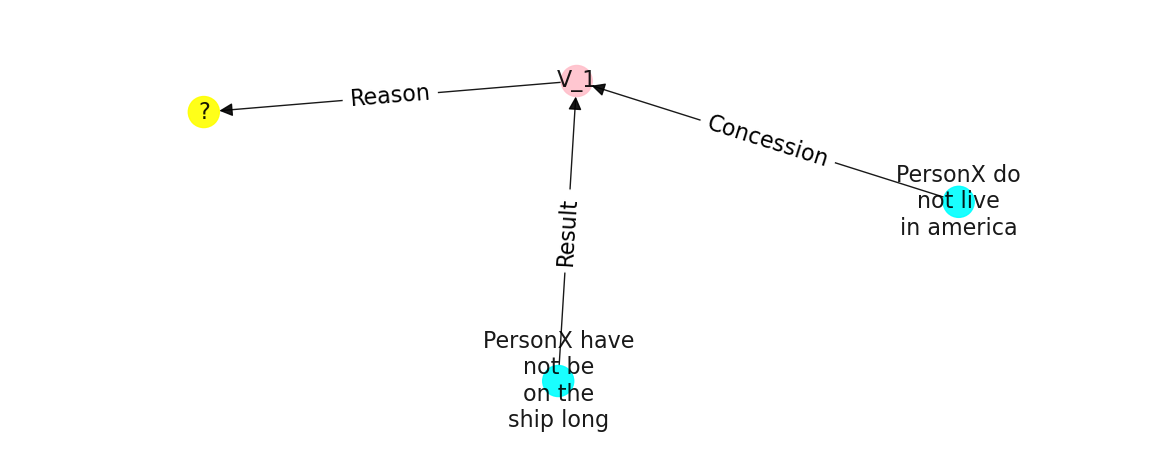 V_1
Reason
?
Concession
PersonX do
not live
in america
Result
PersonX have
not be
on the
ship long